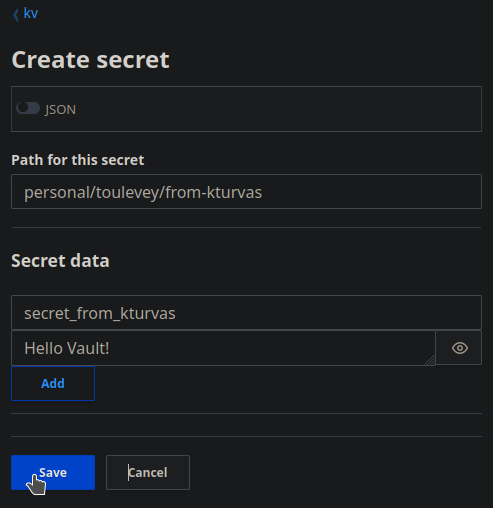 kv
Create secret
JSON
Path for this secret
personal/toulevey/from-kturvas
Secret data
secret_from_kturvas
Hello Vault!
Add
Save
Cancel